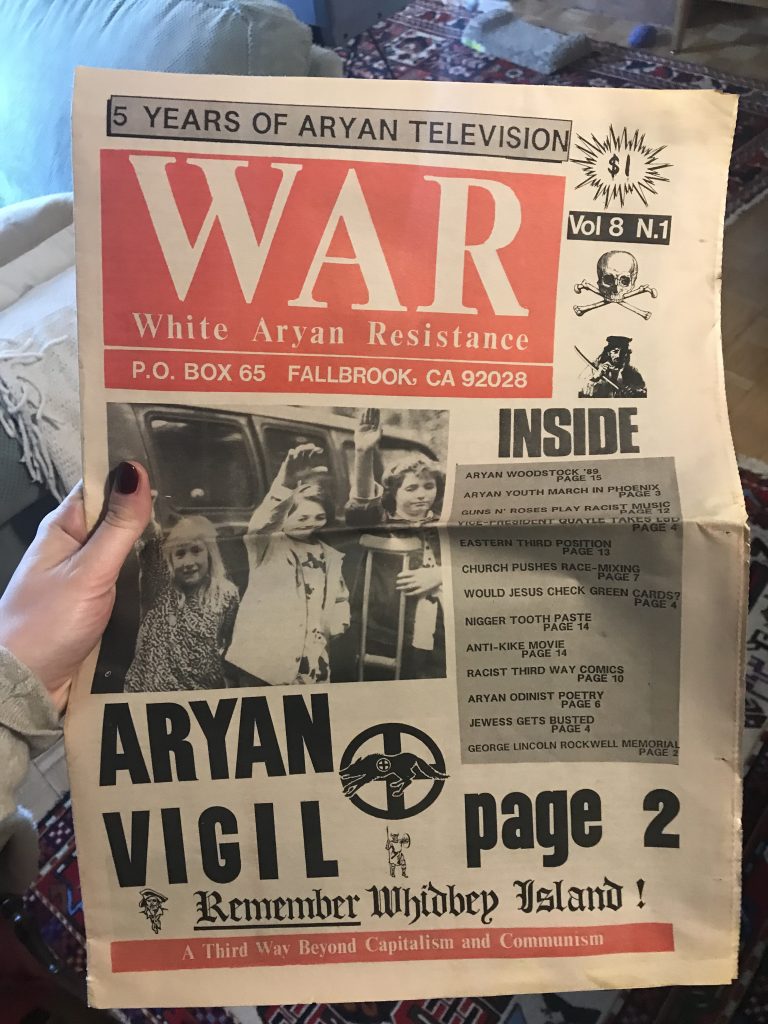 5 YEARS OF ARYAN TELEVISION
$1
WAR
Vol 8 N.1
White Aryan Resistance
P.O. BOX 65 FALLBROOK, CA 92028
INSIDE
ARYAN WOODSTOCK '89
PAGE 15
ARYAN YOUTH MARCH IN PHOENIX
PAGE 3
GUNS N' ROSES PLAY RACIST MUSIC
PAGE 12
VICE-PRESIDENT QUAYLE TAKES LSD
PAGE 4
EASTERN THIRD POSITION
PAGE 13
CHURCH PUSHES RACE-MIXING
PAGE 7
WOULD JESUS CHECK GREEN CARDS?
PAGE 4
NIGGER TOOTH PASTE
PAGE 14
ANTI-KIKE MOVIE
PAGE 14
RACIST THIRD WAY COMICS
PAGE 10
ARYAN ODINIST POETRY
PAGE 6
JEWESS GETS BUSTED
PAGE 4
GEORGE LINCOLN ROCKWELL MEMORIAL
PAGE 2
ARYAN
VIGIL page 2
Remember Whidbey Island !
A Third Way Beyond Capitalism and Communism